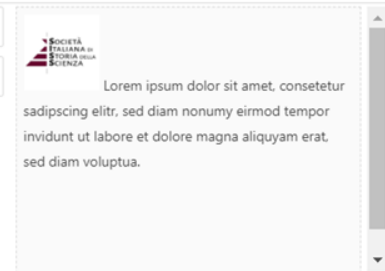 SOCIETÀ
ITALIANA DI
STORIA DELLA
SCIENZA
Lorem ipsum dolor sit amet, consetetur
sadipscing elitr, sed diam nonumy eirmod tempor
invidunt ut labore et dolore magna aliquyam erat,
sed diam voluptua.